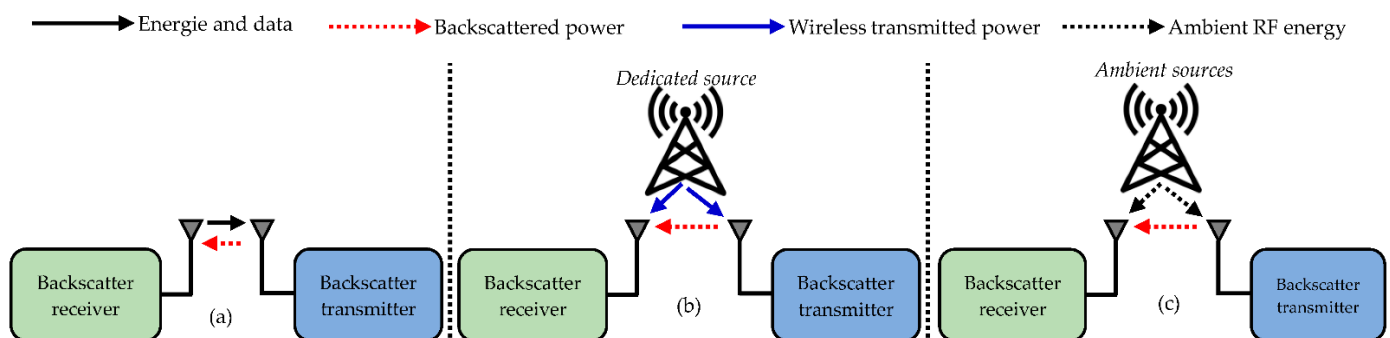 Energie and data
Backscattered power
Wireless transmitted power
Ambient RF energy
Dedicated source
Ambient sources
Backscatter
receiver
(a)
Backscatter
transmitter
Backscatter
receiver
(b)
Backscatter
transmitter
Backscatter
receiver
(c)
Backscatter
transmitter